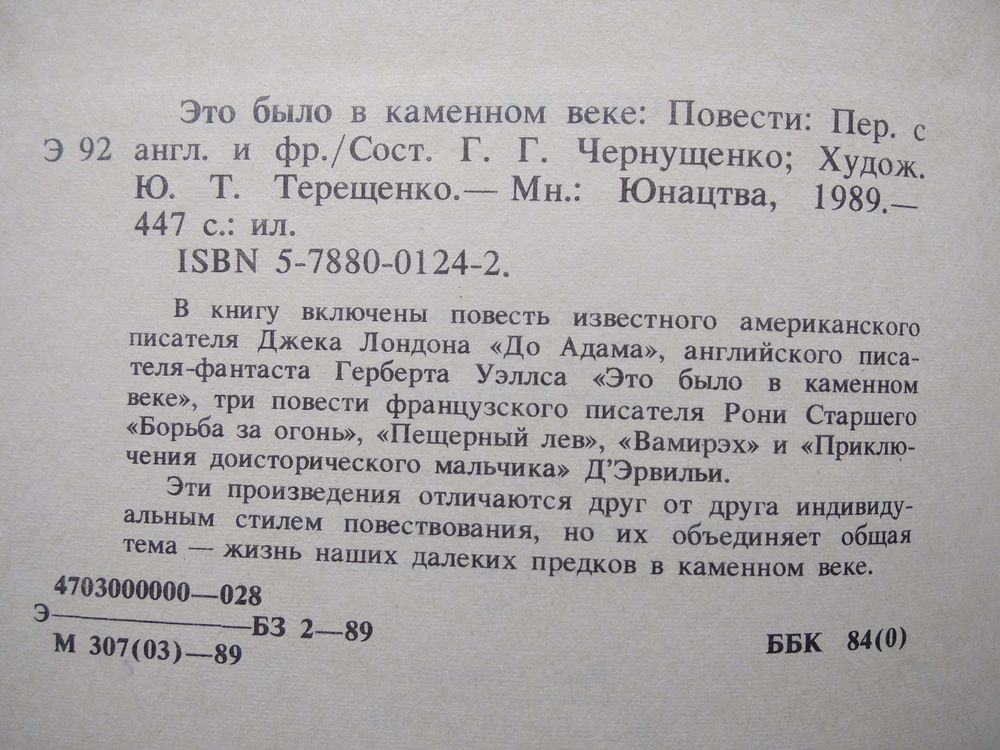 Это было в каменном веке: Повести: Пер. с
Э 92 англ. и фр./Сост. Г. Г. Чернущенко; Худож.
Ю. Т. Терещенко.— Мн.: Юнацтва, 1989.—
447 с.: ил.
ISBN 5-7880-0124-2.
В книгу включены повесть известного американского
писателя Джека Лондона «До Адама», английского писа-
теля-фантаста Герберта Уэллса «Это было в каменном
веке», три повести французского писателя Рони Старшего
«Борьба за огонь», «Пещерный лев», «Вамирэх» и «Приклю-
чения доисторического мальчика» Д’Эрвильи.
Эти произведения отличаются друг от друга индивиду-
альным стилем повествования, но их объединяет общая
тема — жизнь наших далеких предков в каменном веке.
4703000000—028
Э————БЗ 2—89
М 307(03)—89
ББК 84(0)